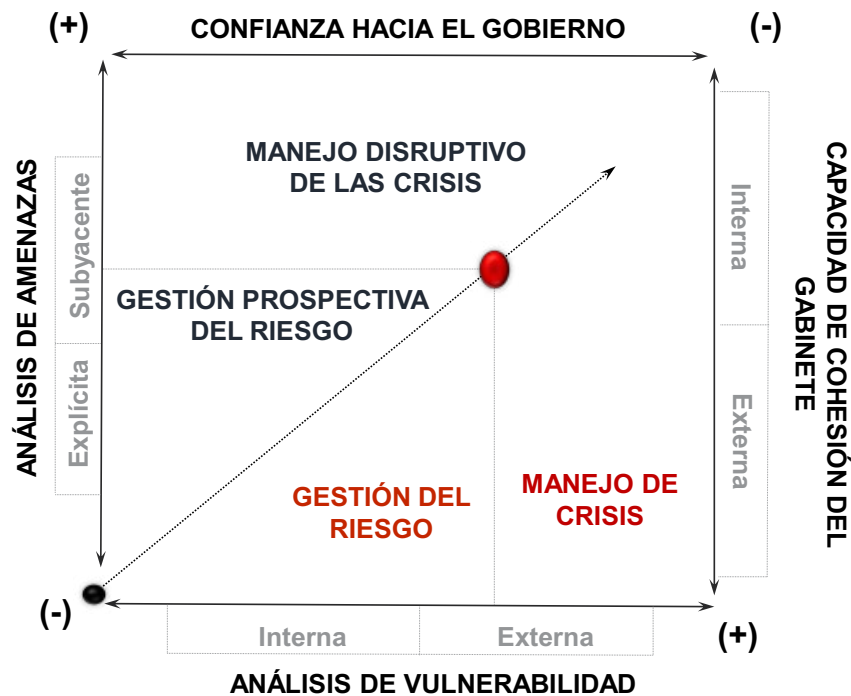 (+)
CONFIANZA HACIA EL GOBIERNO
(-)
MANEJO DISRUPTIVO
DE LAS CRISIS
ANÁLISIS DE AMENAZAS
Subyacente
Explícita
GESTIÓN PROSPECTIVA
DEL RIESGO
Interna
Externa
CAPACIDAD DE COHESIÓN DEL
GABINETE
GESTIÓN DEL
RIESGO
MANEJO DE
CRISIS
(-)
Interna
Externa
(+)
ANÁLISIS DE VULNERABILIDAD